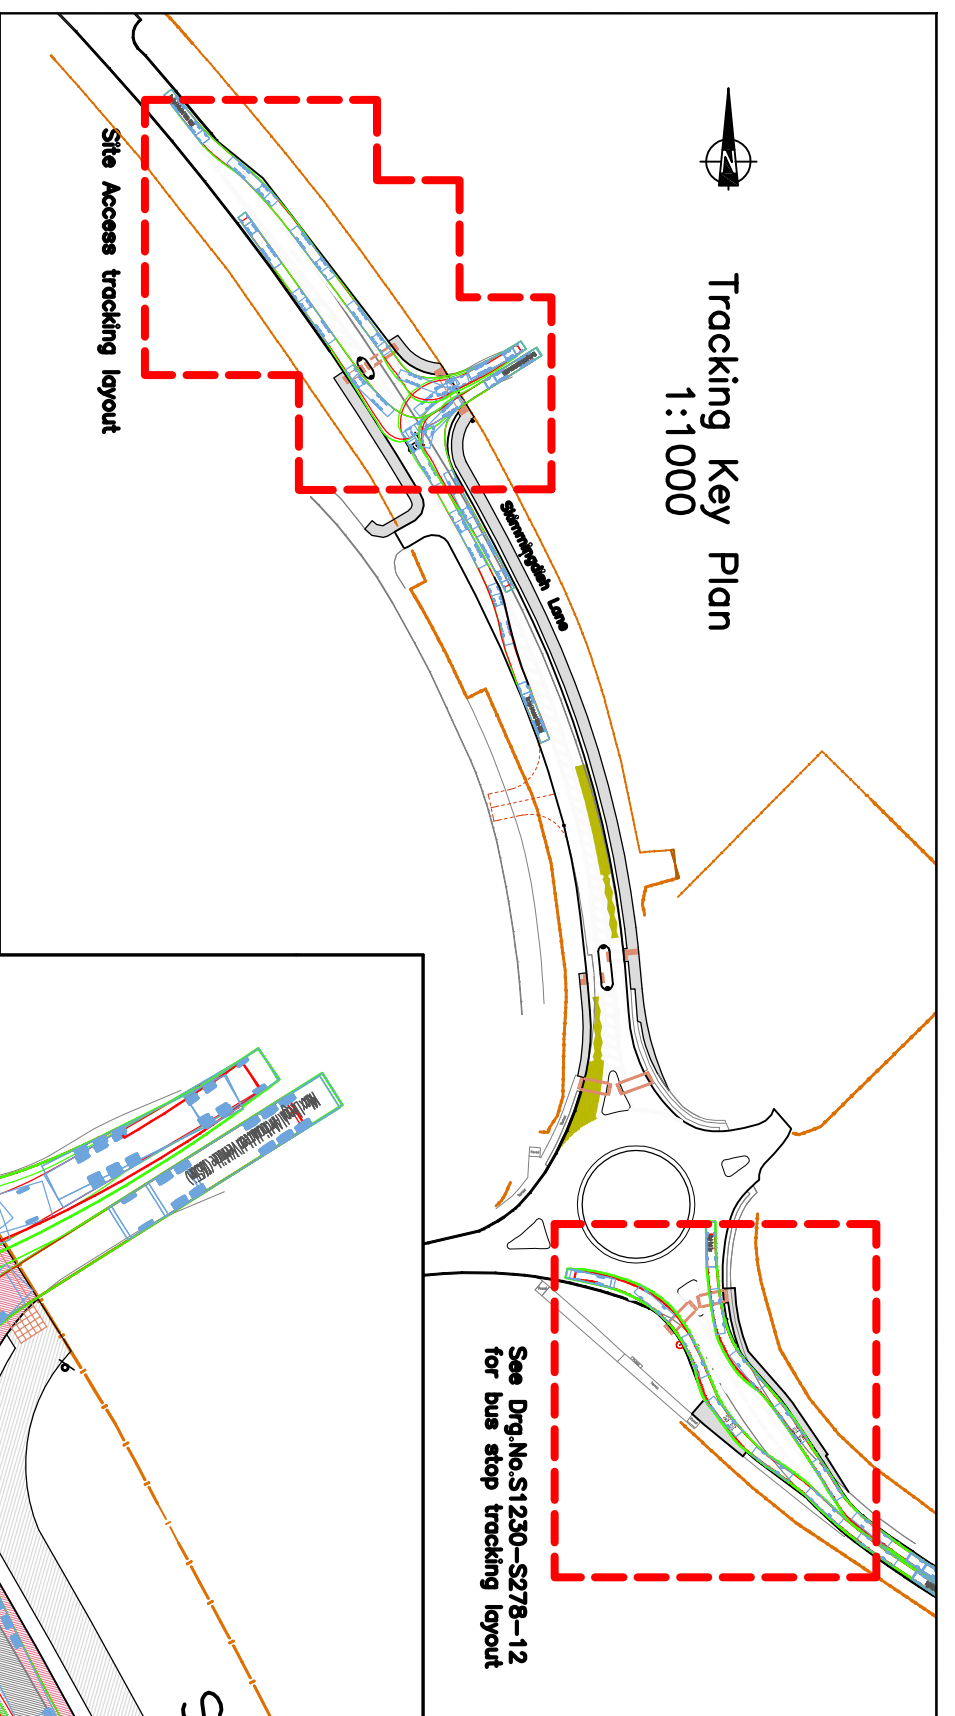 Tracking Key Plan
1:1000
N
Site Access tracking layout
Skimmingdish Lane
See Drg.No.S1230-S278-12
for bus stop tracking layout